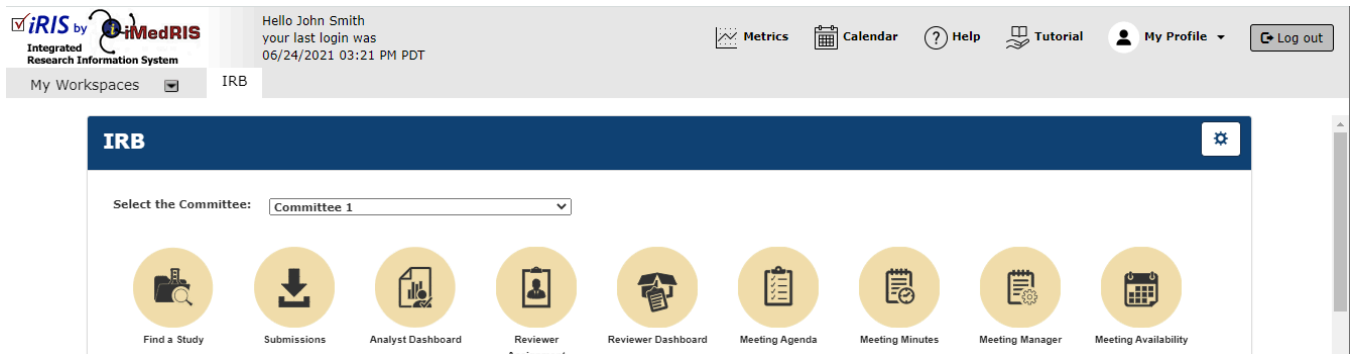 iRIS by iMedRIS
Integrated
Research Information System
Hello John Smith
your last login was
06/24/2021 03:21 PM PDT
Metrics
Calendar
? Help
Tutorial
My Profile
Log out
My Workspaces
IRB
IRB
Select the Committee:
Committee 1
Find a Study
Submissions
Analyst Dashboard
Reviewer
Reviewer Dashboard
Meeting Agenda
Meeting Minutes
Meeting Manager
Meeting Availability